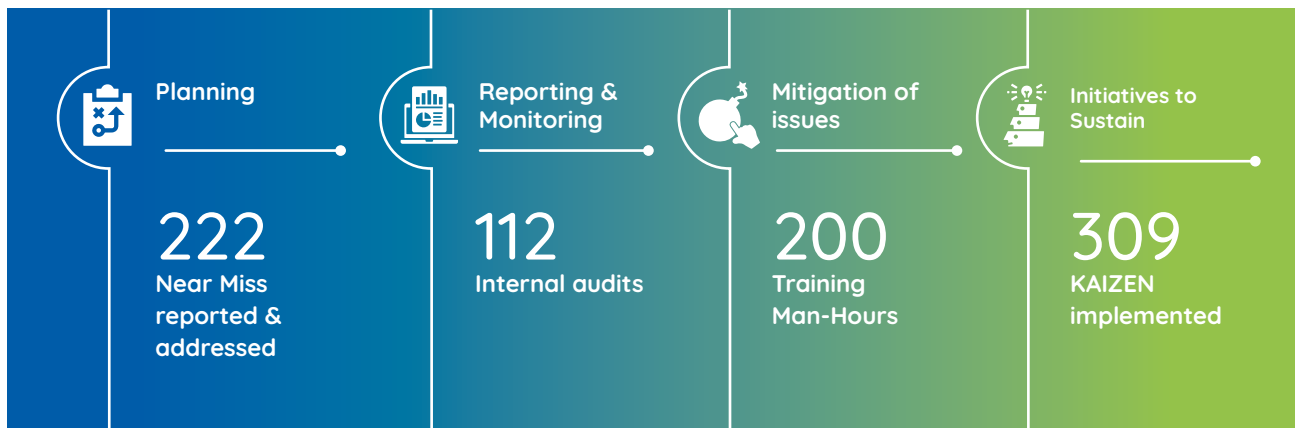 Planning
222
Near Miss
reported &
addressed
Reporting &
Monitoring
112
Internal audits
Mitigation of
issues
200
Training
Man-Hours
Initiatives to
Sustain
309
KAIZEN
implemented